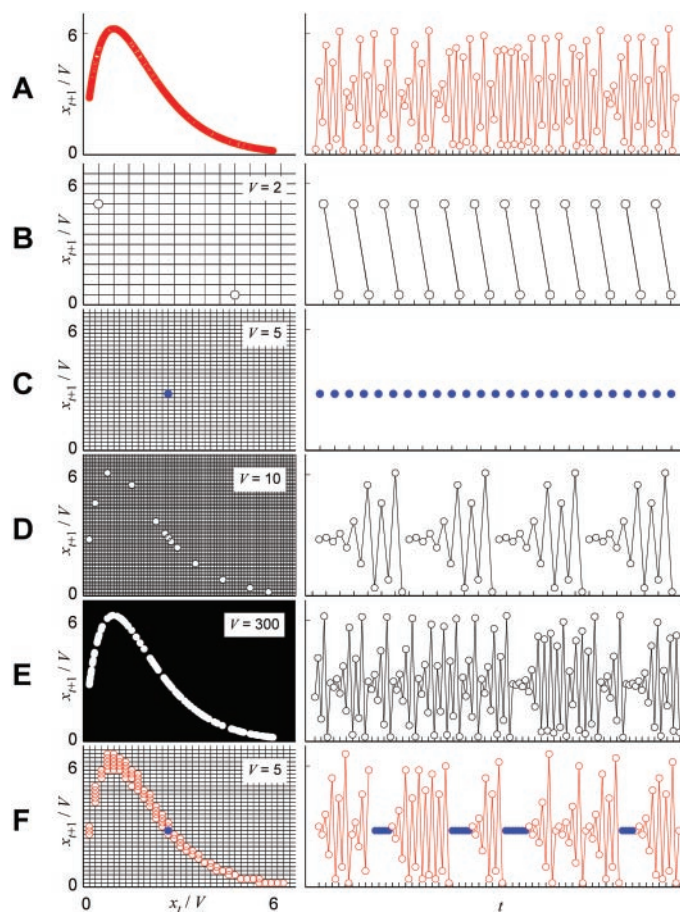 A
6
x_{t+1} / V
0
B
6
x_{t+1} / V
0
V = 2
C
6
x_{t+1} / V
0
V = 5
D
6
x_{t+1} / V
0
V = 10
E
6
x_{t+1} / V
0
V = 300
F
6
x_{t+1} / V
0
V = 5
0
x_t / V
6
t